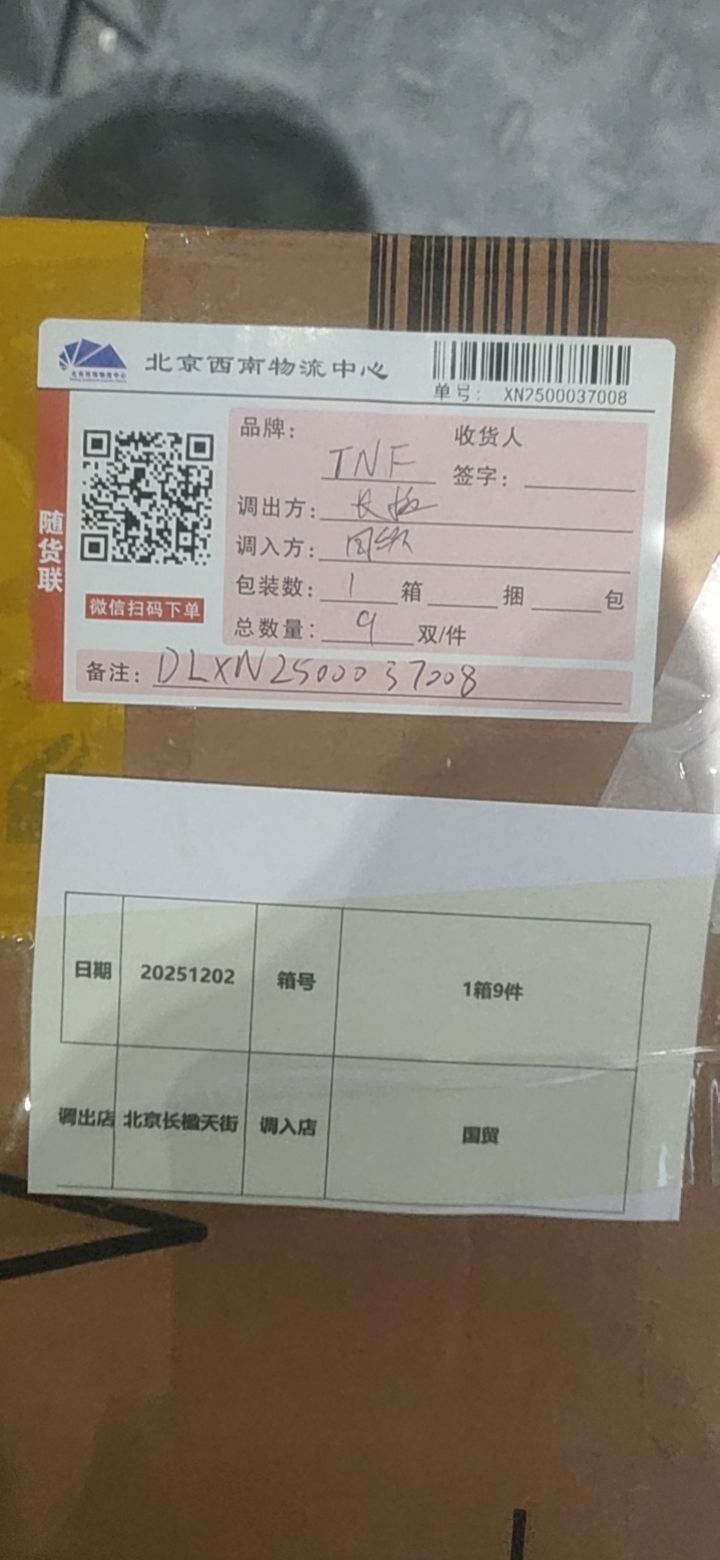 北京西南物流中心
单号: XN2500037008
随货联
微信扫码下单
品牌: TNF
收货人
签字:
调出方: 长楹
调入方: 国贸
包装数: 1 箱 捆 包
总数量: 9 双/件
备注: DLXN2500037008
日期 20251202 箱号 1箱9件
调出店 北京长楹天街 调入店 国贸